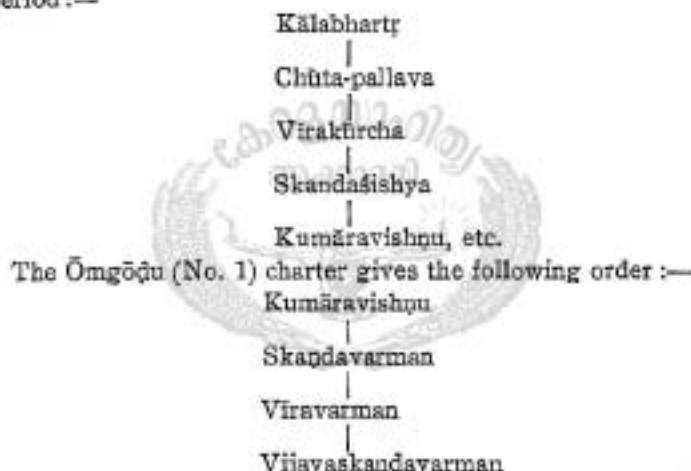 period :—
Kālabhartṛ
Chūta-pallava
Vīrakūrcha
Skandaśishya
Kumāravishṇu, etc.
The Ōmgōḍu (No. 1) charter gives the following order :—
Kumāravishṇu
Skaṇdavarman
Vīravarman
Vijayaskandavarman